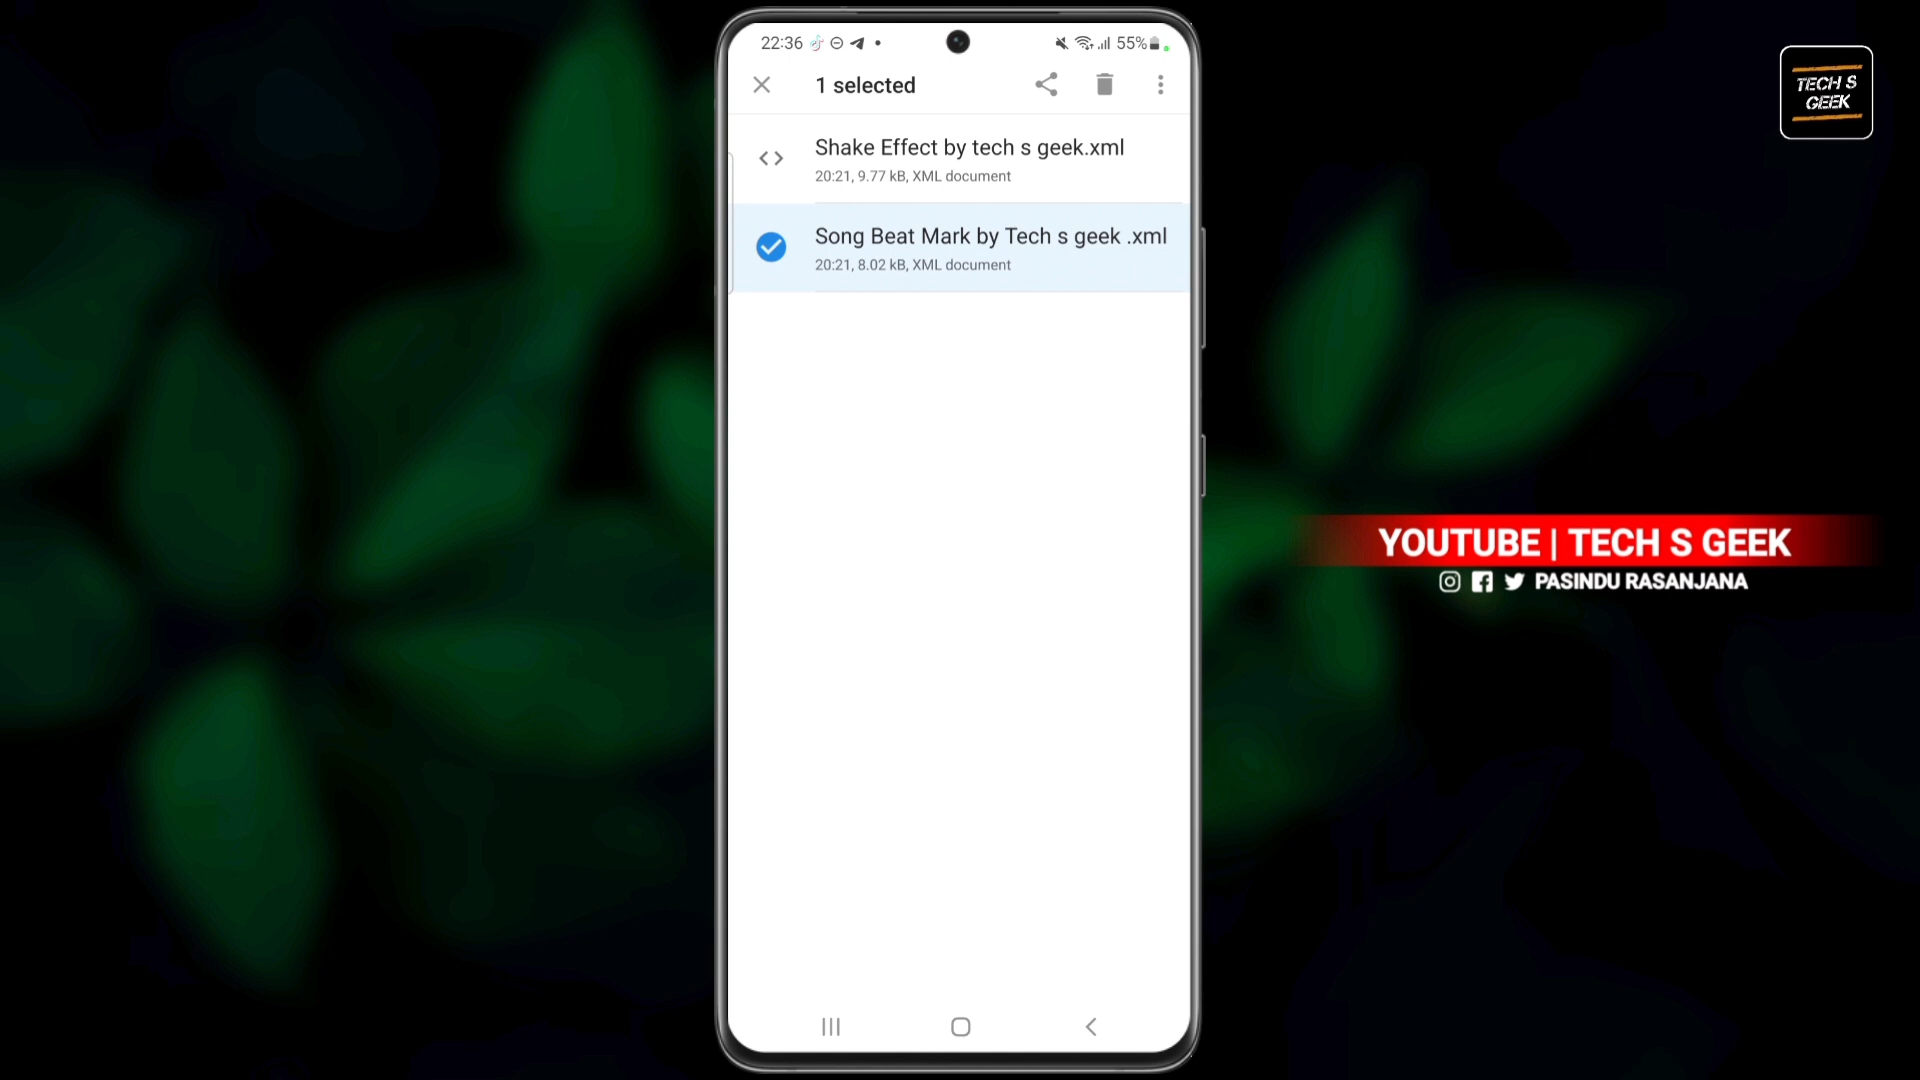 22:36
55%
1 selected
Shake Effect by tech s geek.xml
20:21, 9.77 kB, XML document
Song Beat Mark by Tech s geek .xml
20:21, 8.02 kB, XML document
TECH S
GEEK
YOUTUBE | TECH S GEEK
PASINDU RASANJANA